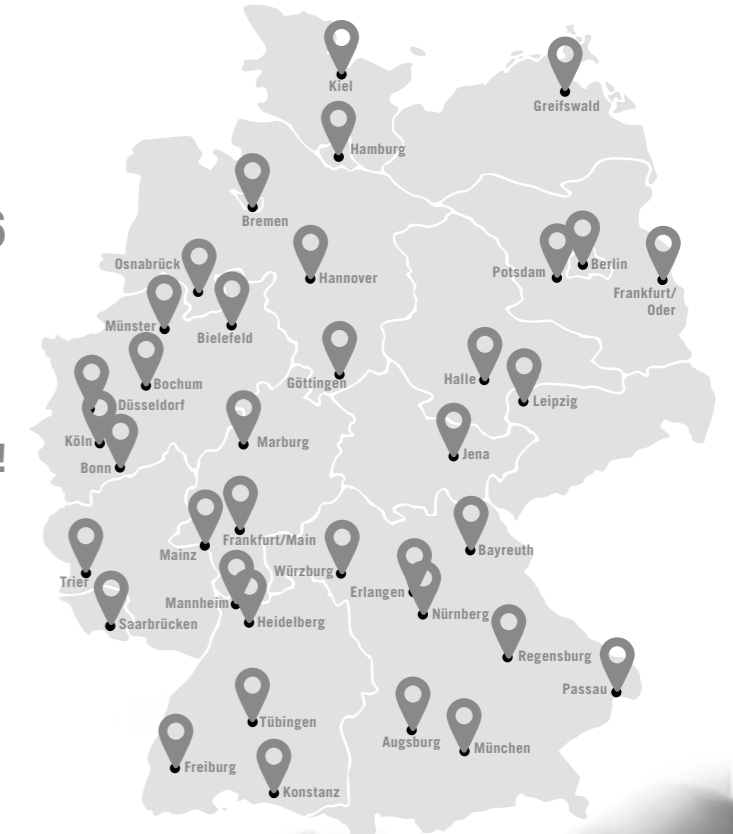 Kiel
Greifswald
Hamburg
Bremen
Osnabrück
Hannover
Potsdam
Berlin
Frankfurt/
Oder
Münster
Bielefeld
Bochum
Göttingen
Halle
Leipzig
Düsseldorf
Köln
Marburg
Jena
Bonn
Frankfurt/Main
Mainz
Bayreuth
Trier
Würzburg
Erlangen
Mannheim
Nürnberg
Saarbrücken
Heidelberg
Regensburg
Passau
Tübingen
Augsburg
München
Freiburg
Konstanz
!